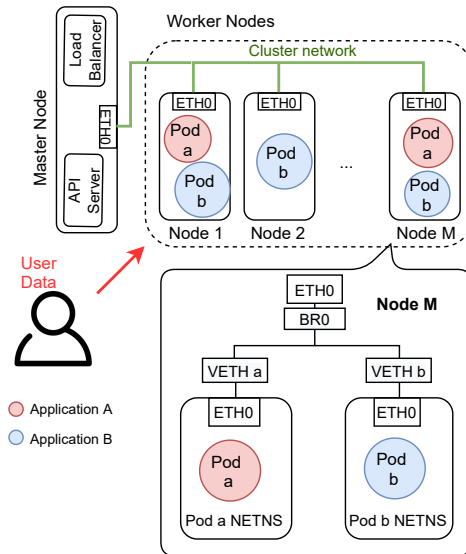 Worker Nodes
Cluster network
Master Node
Load
Balancer
ETH0
API
Server
ETH0
ETH0
ETH0
Pod
a
Pod
b
Pod
b
...
Pod
a
Pod
b
Node 1
Node 2
Node M
User
Data
ETH0
BR0
Node M
VETH a
VETH b
ETH0
ETH0
Pod
a
Pod
b
Pod a NETNS
Pod b NETNS
Application A
Application B